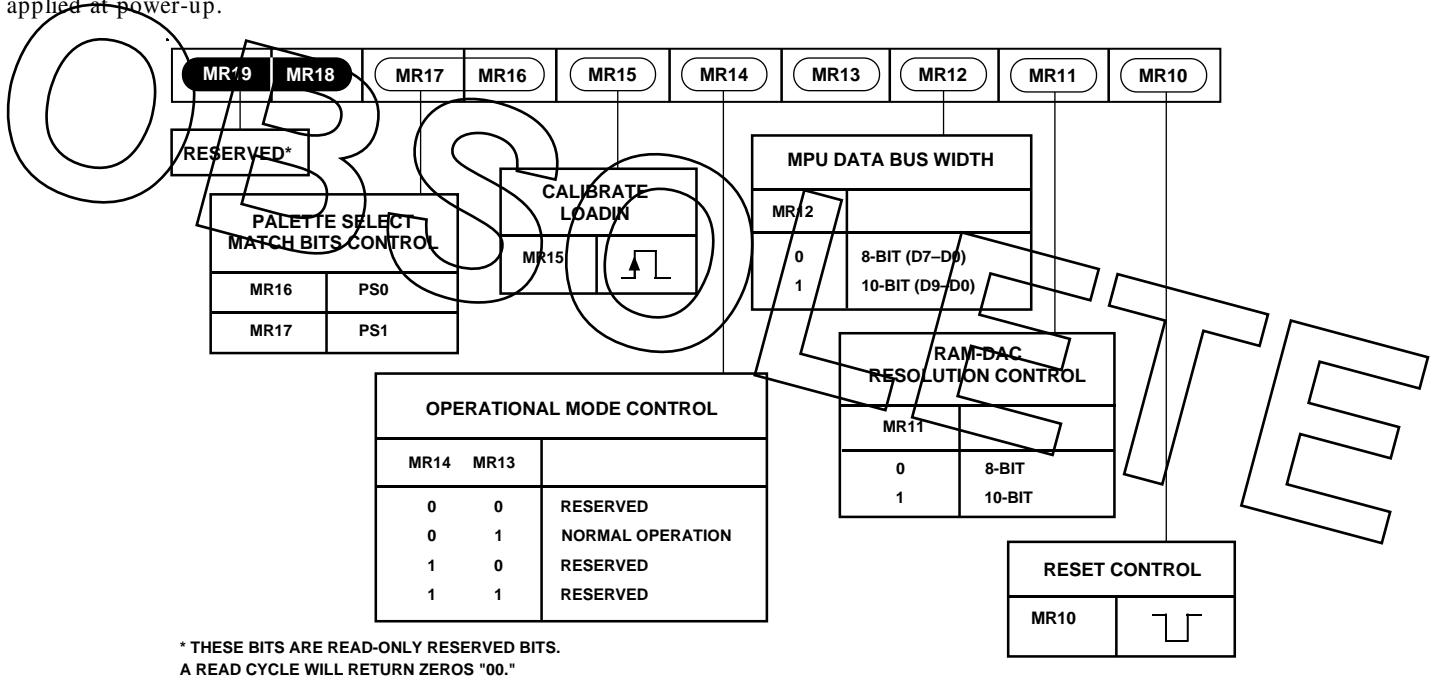 applied at power-up.
MR19 MR18 MR17 MR16 MR15 MR14 MR13 MR12 MR11 MR10
RESERVED*
PALETTE SELECT
MATCH BITS CONTROL
MR16 PS0
MR17 PS1
CALIBRATE
LOADIN
MR15
MPU DATA BUS WIDTH
MR12
0 8-BIT (D7–D0)
1 10-BIT (D9–D0)
OPERATIONAL MODE CONTROL
MR14 MR13
0 0 RESERVED
0 1 NORMAL OPERATION
1 0 RESERVED
1 1 RESERVED
RAM-DAC
RESOLUTION CONTROL
MR11
0 8-BIT
1 10-BIT
RESET CONTROL
MR10
* THESE BITS ARE READ-ONLY RESERVED BITS.
A READ CYCLE WILL RETURN ZEROS "00."
OBSOLETE